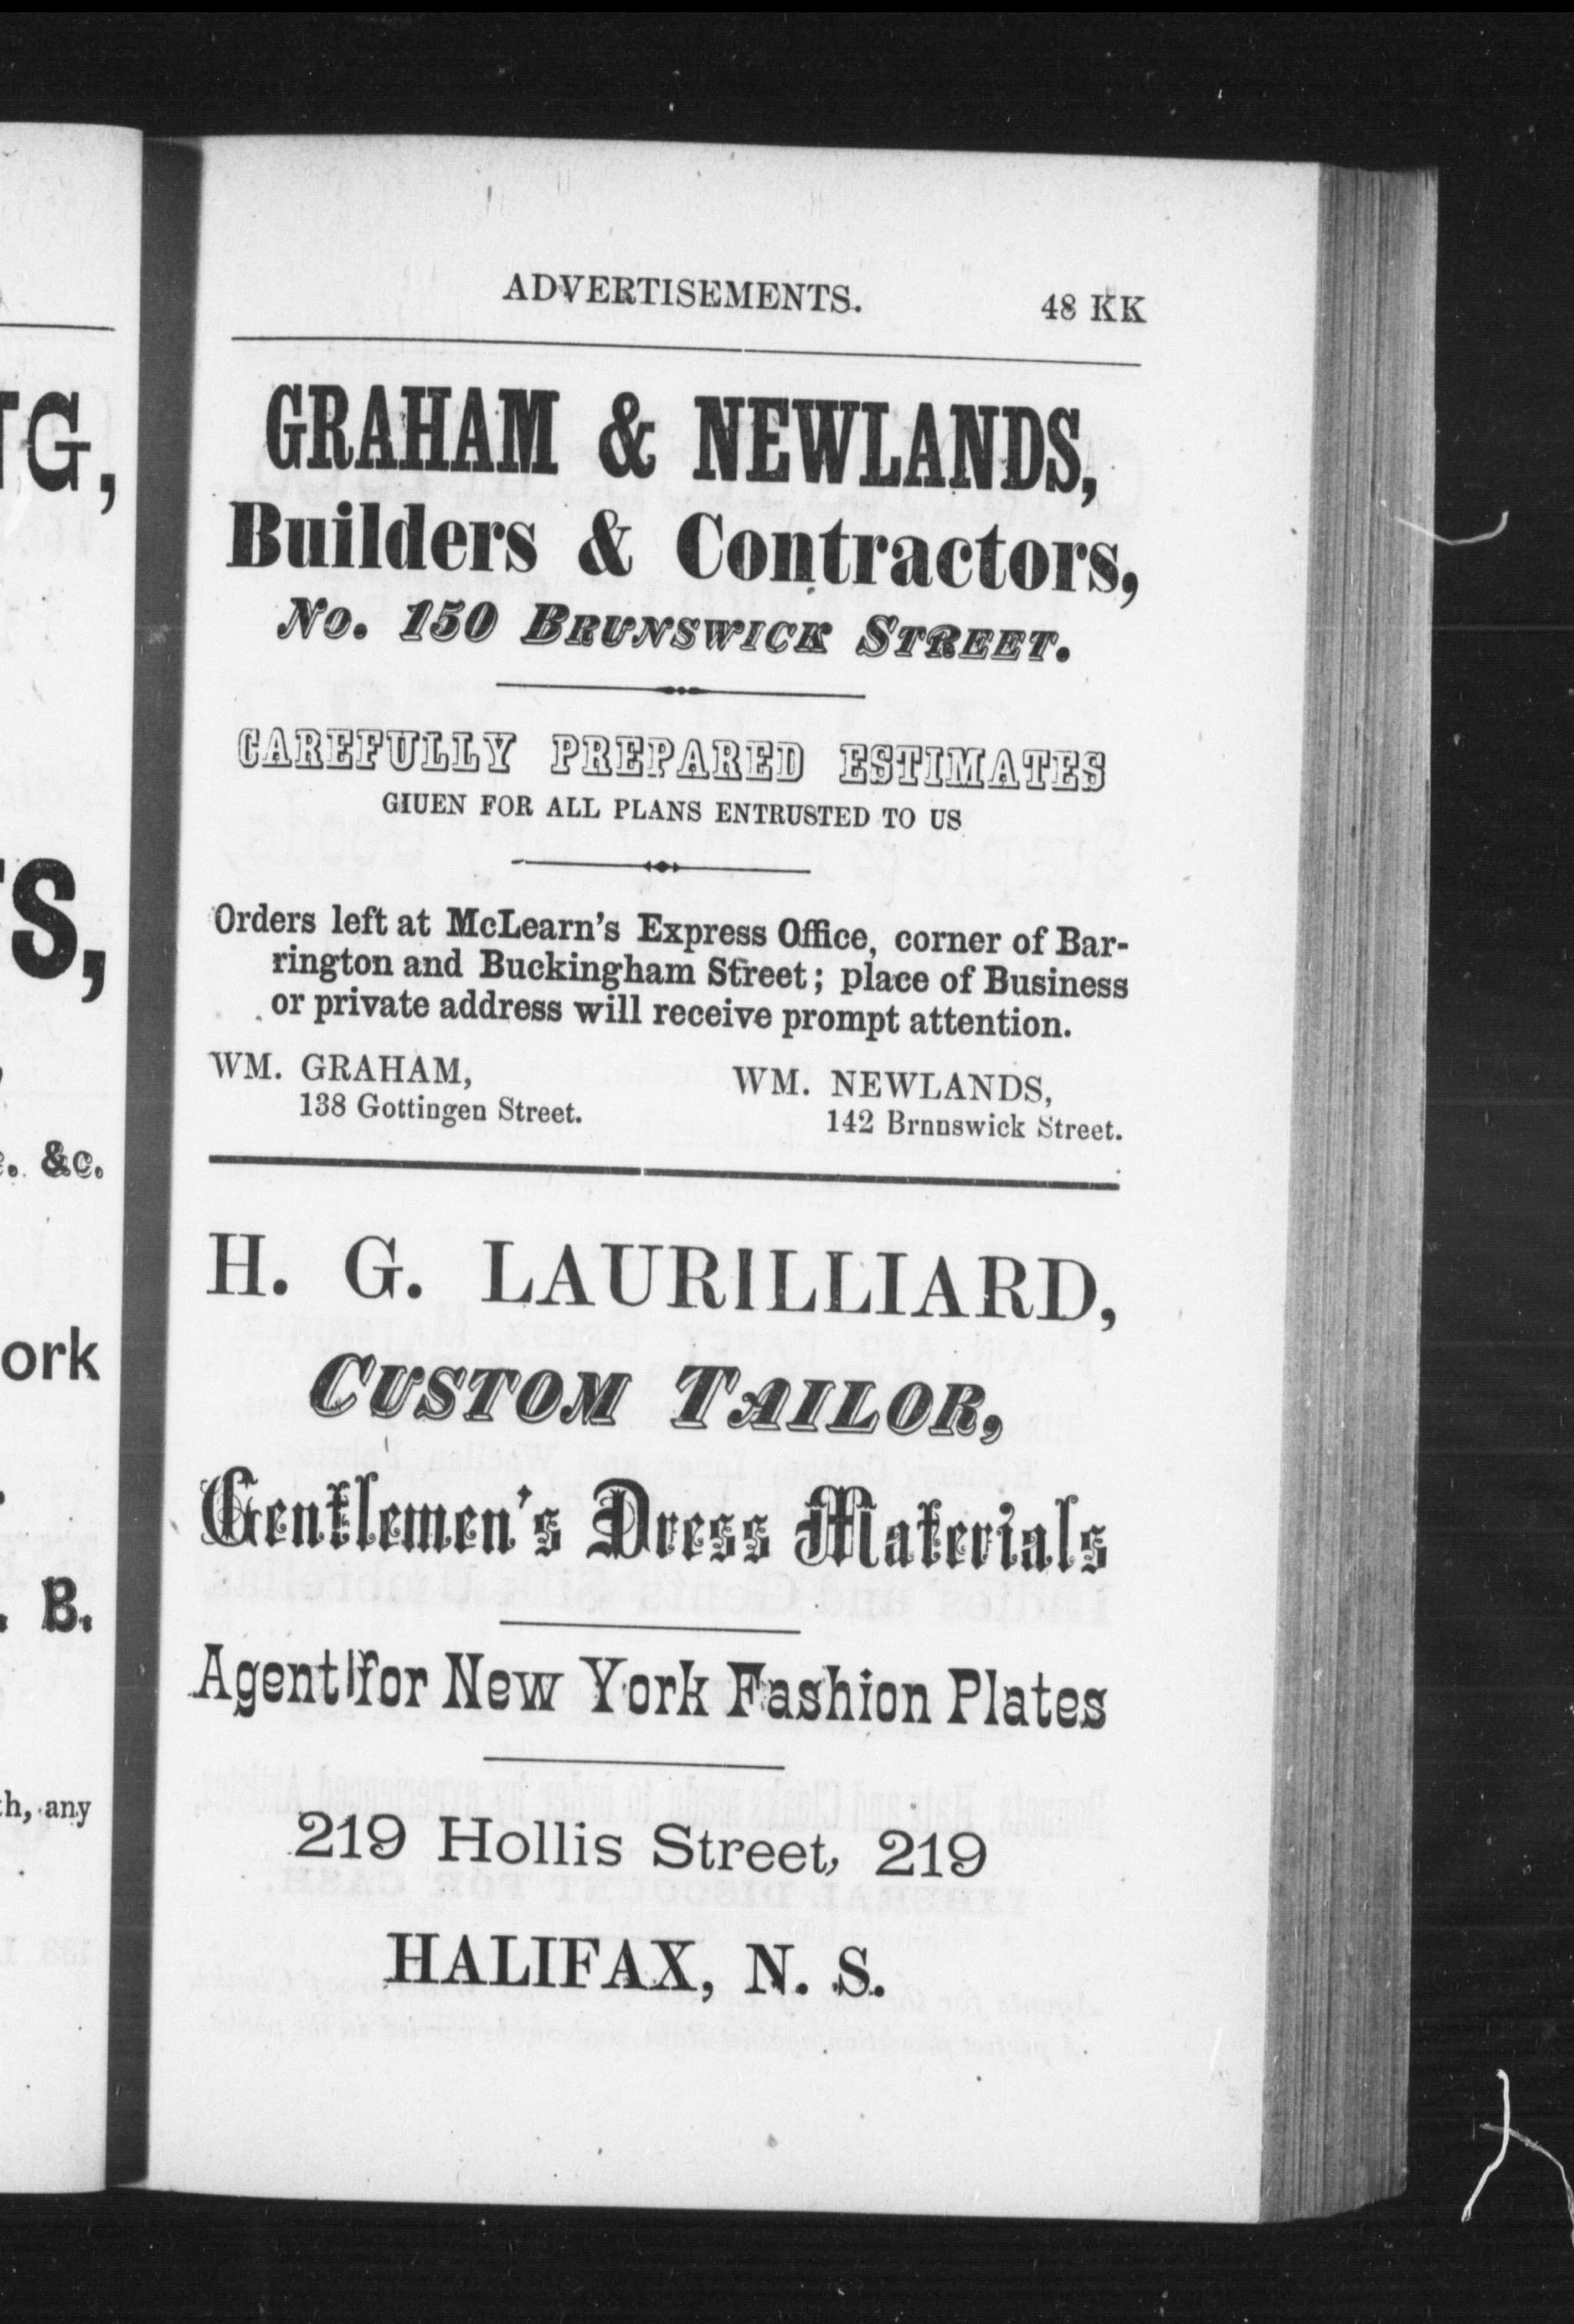 ADVERTISEMENTS. 48 KK
GRAHAM & NEWLANDS,
Builders & Contractors,
No. 150 BRUNSWICK STREET.
CAREFULLY PREPARED ESTIMATES
GIUEN FOR ALL PLANS ENTRUSTED TO US
Orders left at McLearn's Express Office, corner of Bar-
rington and Buckingham Street; place of Business
or private address will receive prompt attention.
WM. GRAHAM, WM. NEWLANDS,
138 Gottingen Street. 142 Brnnswick Street.
H. G. LAURILLIARD,
CUSTOM TAILOR,
Gentlemen's Dress Materials
Agent for New York Fashion Plates
219 Hollis Street, 219
HALIFAX, N. S.
G,
S,
&c.
ork
B.
any